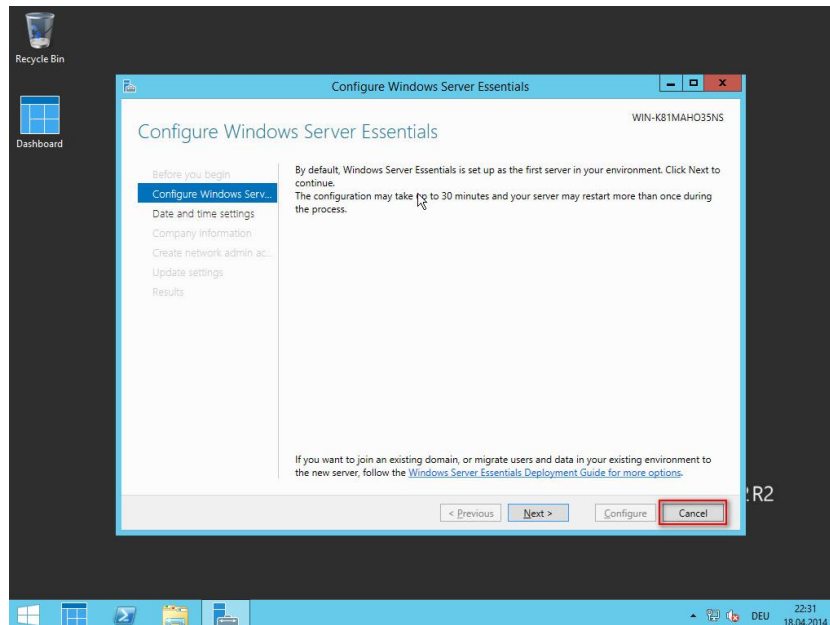 Recycle Bin
Dashboard
Configure Windows Server Essentials
WIN-K81MAHO35NS
Configure Windows Server Essentials
Before you begin
Configure Windows Serv...
Date and time settings
Company information
Create network admin ac...
Update settings
Results
By default, Windows Server Essentials is set up as the first server in your environment. Click Next to
continue.
The configuration may take up to 30 minutes and your server may restart more than once during
the process.
If you want to join an existing domain, or migrate users and data in your existing environment to
the new server, follow the Windows Server Essentials Deployment Guide for more options.
< Previous
Next >
Configure
Cancel
R2
DEU
22:31
18.04.2014